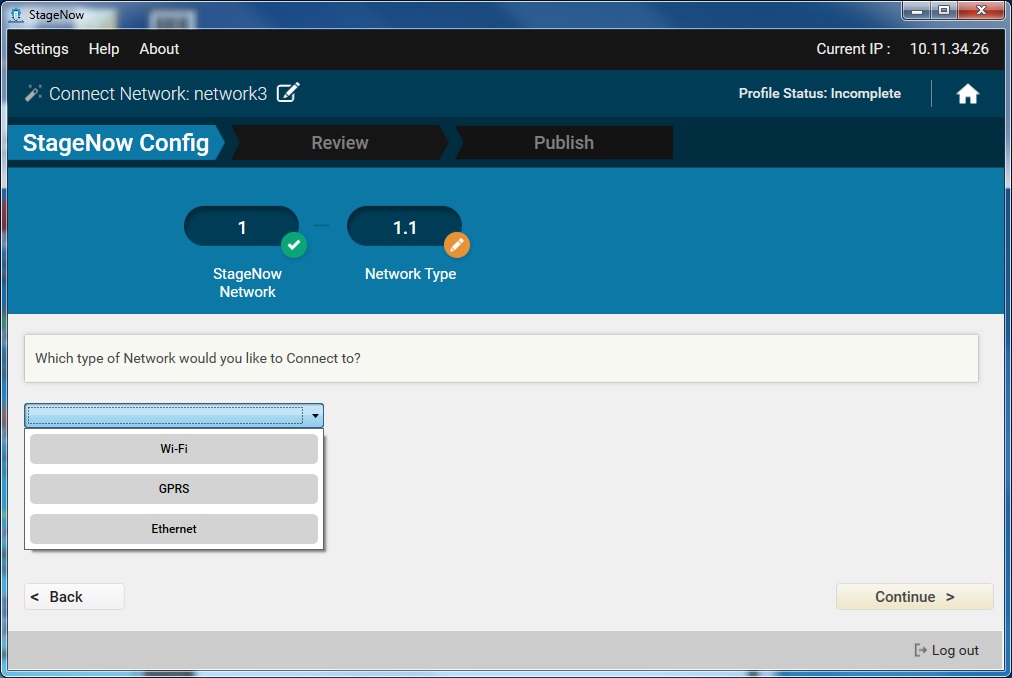 StageNow
Settings Help About Current IP : 10.11.34.26
Connect Network: network3 Profile Status: Incomplete
StageNow Config Review Publish
1 1.1
StageNow Network Type
Network
Which type of Network would you like to Connect to?
Wi-Fi
GPRS
Ethernet
< Back Continue >
Log out